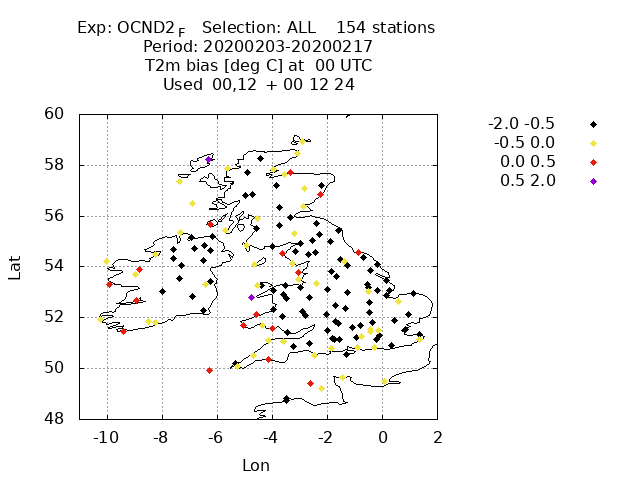 Exp: OCND2_F Selection: ALL 154 stations
Period: 20200203-20200217
T2m bias [deg C] at 00 UTC
Used 00,12 + 00 12 24
-2.0 -0.5
-0.5 0.0
0.0 0.5
0.5 2.0
60
58
56
54
52
50
48
Lat
-10 -8 -6 -4 -2 0 2
Lon